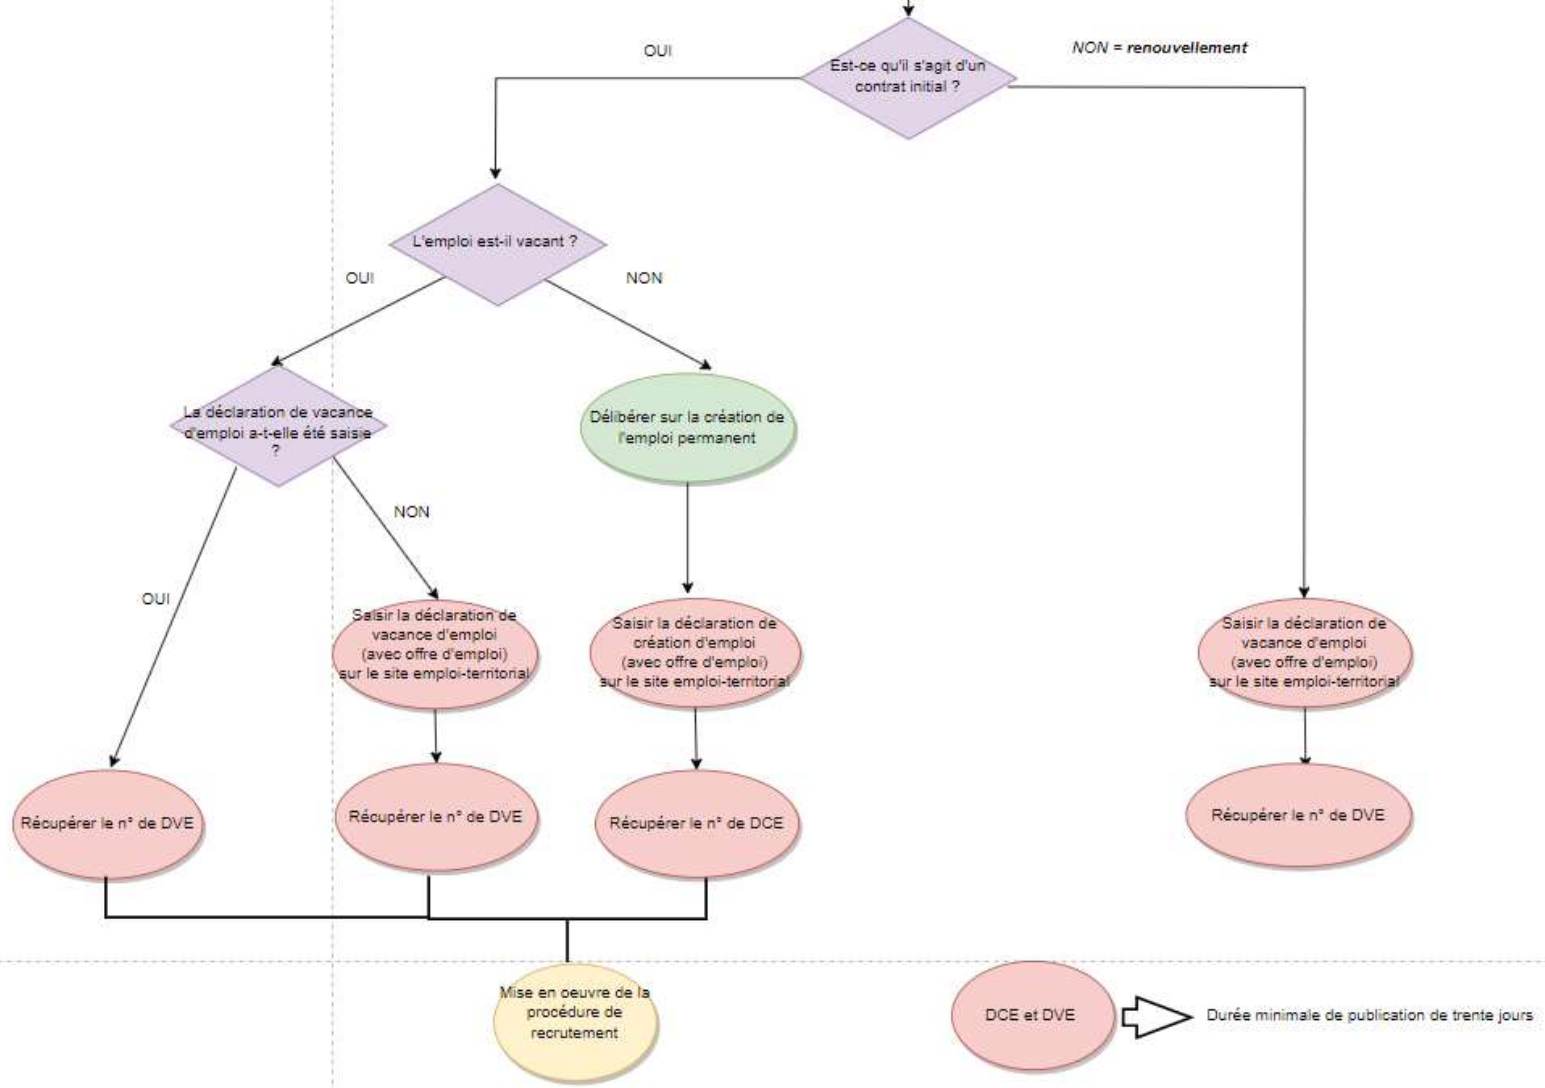 OUI
NON = renouvellement
Est-ce qu'il s'agit d'un
contrat initial ?
L'emploi est-il vacant ?
OUI
NON
La déclaration de vacance
d'emploi a-t-elle été saisie
?
Délibérer sur la création de
l'emploi permanent
NON
OUI
Saisir la déclaration de
vacance d'emploi
(avec offre d'emploi)
sur le site emploi-territorial
Saisir la déclaration de
création d'emploi
(avec offre d'emploi)
sur le site emploi-territorial
Saisir la déclaration de
vacance d'emploi
(avec offre d'emploi)
sur le site emploi-territorial
Récupérer le n° de DVE
Récupérer le n° de DVE
Récupérer le n° de DCE
Récupérer le n° de DVE
Mise en oeuvre de la
procédure de
recrutement
DCE et DVE
Durée minimale de publication de trente jours